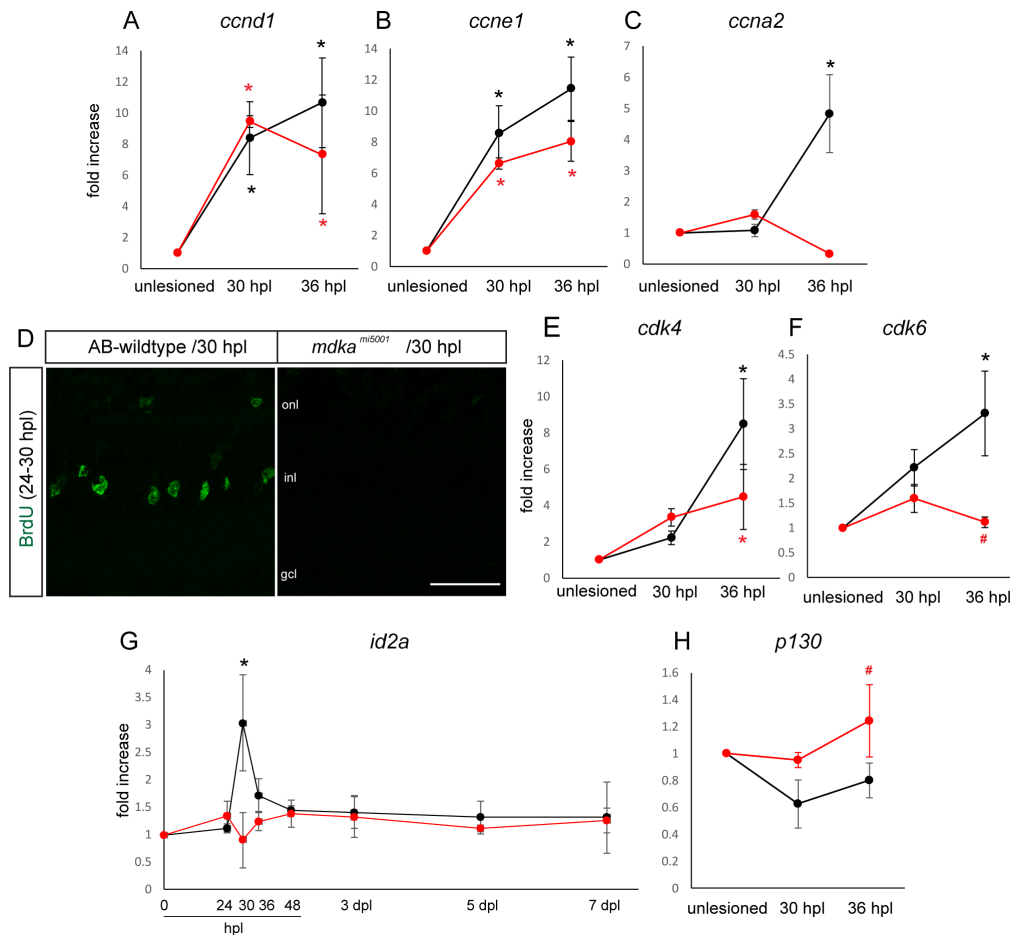 A
ccnd1
fold increase
14
12
10
8
6
4
2
0
*
*
*
*
unlesioned 30 hpl 36 hpl
B
ccne1
14
12
10
8
6
4
2
0
*
*
*
*
unlesioned 30 hpl 36 hpl
C
ccna2
7
6
5
4
3
2
1
0
*
unlesioned 30 hpl 36 hpl
D
AB-wildtype /30 hpl
mdka mi5001 /30 hpl
BrdU (24-30 hpl)
onl
inl
gcl
E
cdk4
fold increase
12
10
8
6
4
2
0
*
*
unlesioned 30 hpl 36 hpl
F
cdk6
4.5
4
3.5
3
2.5
2
1.5
1
0.5
0
*
#
unlesioned 30 hpl 36 hpl
G
id2a
fold increase
4
3.5
3
2.5
2
1.5
1
0.5
0
*
0 24 30 36 48 3 dpl 5 dpl 7 dpl
hpl
H
p130
1.6
1.4
1.2
1
0.8
0.6
0.4
0.2
0
#
unlesioned 30 hpl 36 hpl